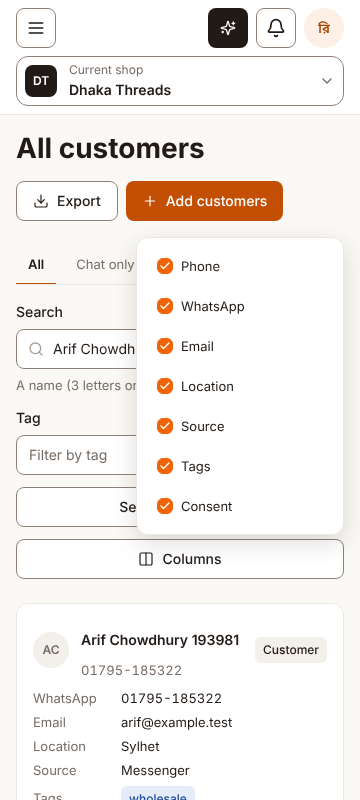 রি
DT
Current shop
Dhaka Threads
All customers
Export
Add customers
All
Chat only
Search
Arif Chowdh
A name (3 letters or
Tag
Filter by tag
Se
Phone
WhatsApp
Email
Location
Source
Tags
Consent
Columns
AC
Arif Chowdhury 193981
01795-185322
Customer
WhatsApp 01795-185322
Email arif@example.test
Location Sylhet
Source Messenger
Tags wholesale